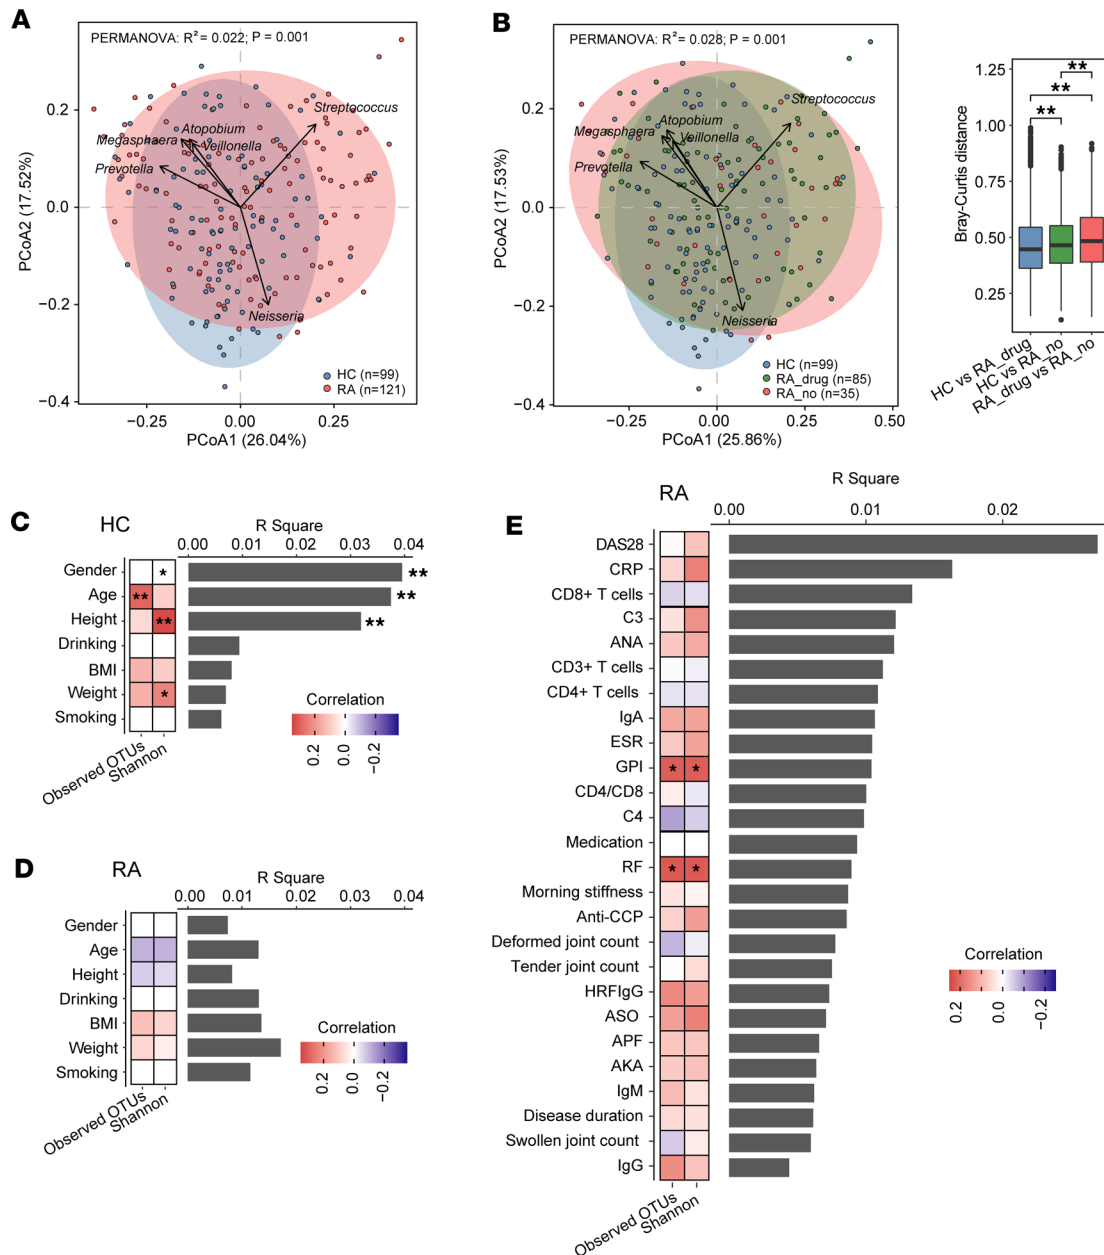 A
PERMANOVA: R² = 0.022; P = 0.001
Streptococcus
Atopobium
Megasphaera
Veillonella
Prevotella
Neisseria
HC (n=99)
RA (n=121)
0.2
0.0
−0.2
−0.4
−0.25
0.00
0.25
PCoA1 (26.04%)
PCoA2 (17.52%)
B
PERMANOVA: R² = 0.028; P = 0.001
Streptococcus
Atopobium
Megasphaera
Veillonella
Prevotella
Neisseria
HC (n=99)
RA_drug (n=85)
RA_no (n=35)
0.2
0.0
−0.2
−0.4
−0.25
0.00
0.25
0.50
PCoA1 (25.86%)
PCoA2 (17.53%)
Bray-Curtis distance
1.25
1.00
0.75
0.50
0.25
**
**
**
HC vs RA_drug
HC vs RA_no
RA_drug vs RA_no
C
HC
R Square
0.00 0.01 0.02 0.03 0.04
Gender * **
Age ** **
Height ** **
Drinking
BMI
Weight *
Smoking
Observed OTUs
Shannon
Correlation
0.2 0.0 −0.2
D
RA
R Square
0.00 0.01 0.02 0.03 0.04
Gender
Age
Height
Drinking
BMI
Weight
Smoking
Observed OTUs
Shannon
Correlation
0.2 0.0 −0.2
E
RA
R Square
0.00 0.01 0.02
DAS28
CRP
CD8+ T cells
C3
ANA
CD3+ T cells
CD4+ T cells
IgA
ESR
GPI * *
CD4/CD8
C4
Medication
RF * *
Morning stiffness
Anti-CCP
Deformed joint count
Tender joint count
HRFIgG
ASO
APF
AKA
IgM
Disease duration
Swollen joint count
IgG
Observed OTUs
Shannon
Correlation
0.2 0.0 −0.2